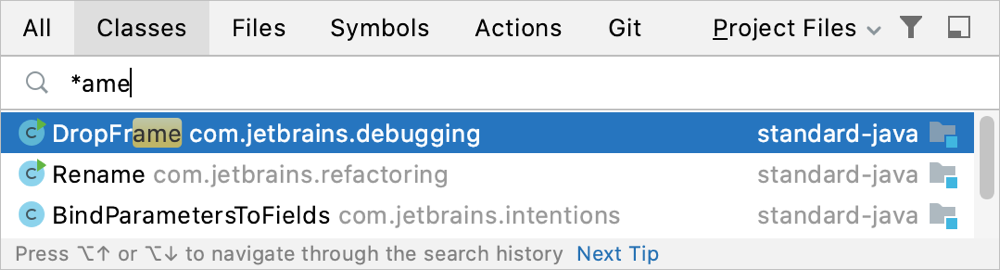 All Classes Files Symbols Actions Git Project Files
*ame
DropFrame com.jetbrains.debugging standard-java
Rename com.jetbrains.refactoring standard-java
BindParametersToFields com.jetbrains.intentions standard-java
Press ⌥↑ or ⌥↓ to navigate through the search history Next Tip